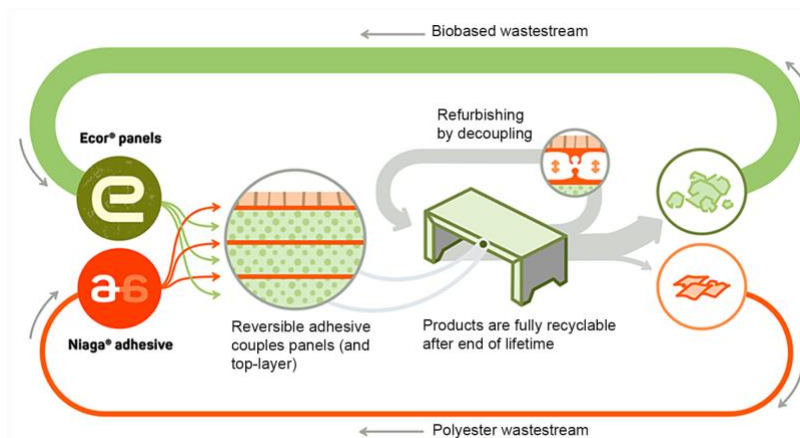 Biobased wastestream
Refurbishing
by decoupling
Ecor® panels
Niaga® adhesive
Reversible adhesive
couples panels (and
top-layer)
Products are fully recyclable
after end of lifetime
Polyester wastestream